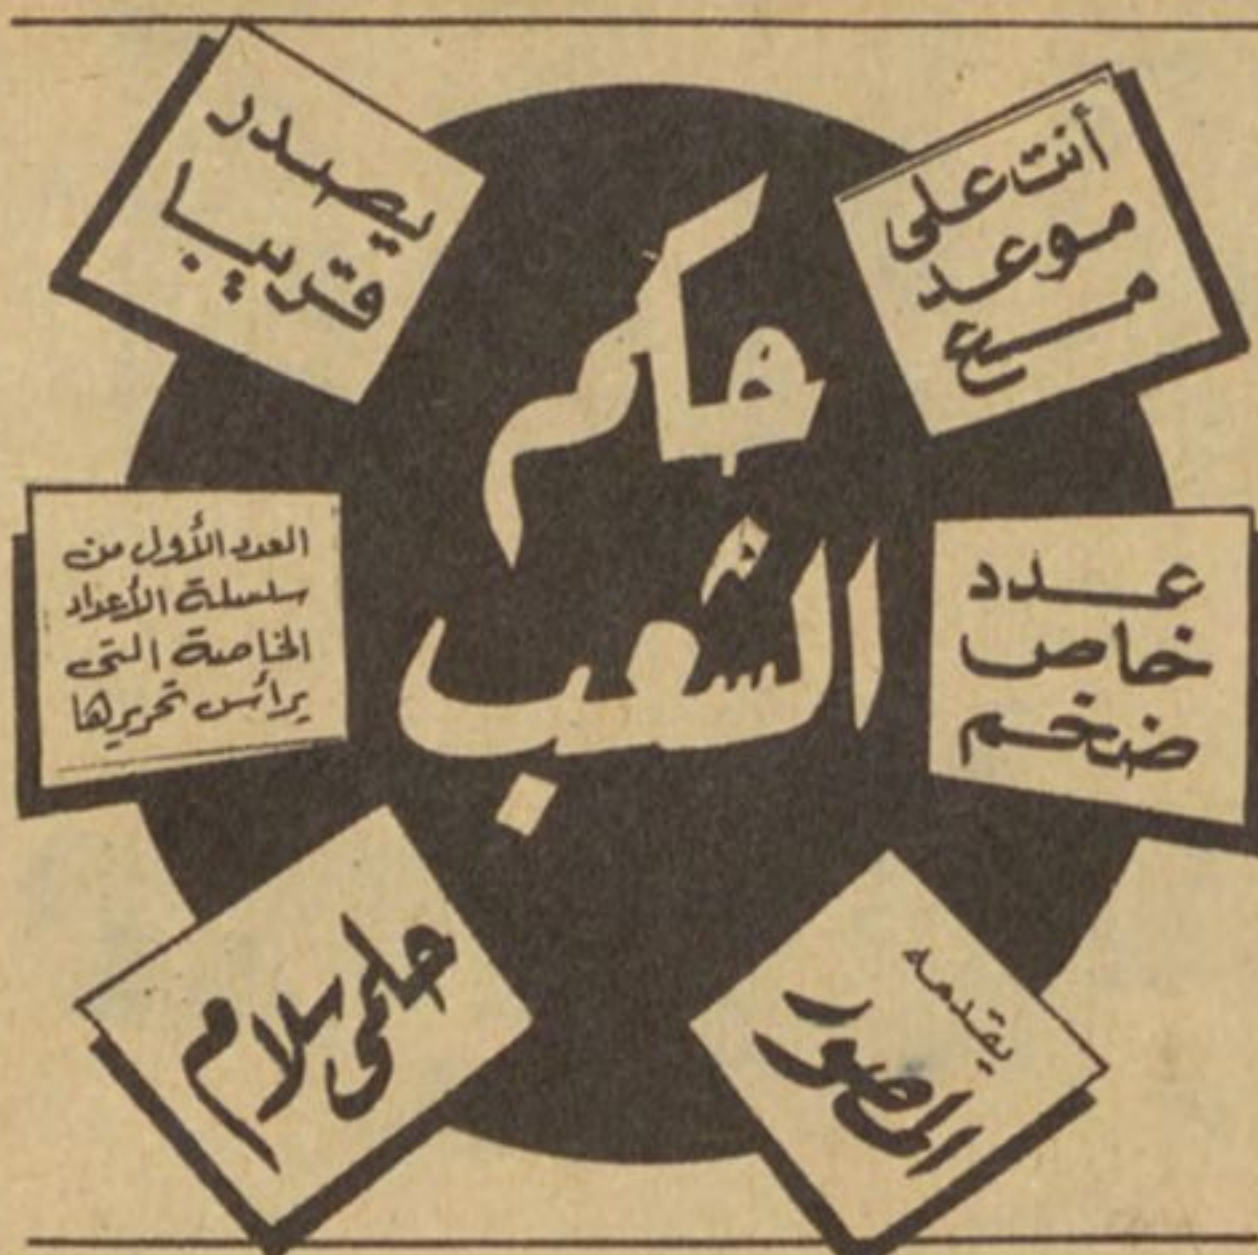 أنت على
موعد
مع
حكم
الشعب
عدد
خاص
ضخم
يقدمه
المصور
يصدر
قريبا
العدد الأول من
سلسلة الأعداد
الخاصة التى
يرأس تحريرها
حلمى سلام